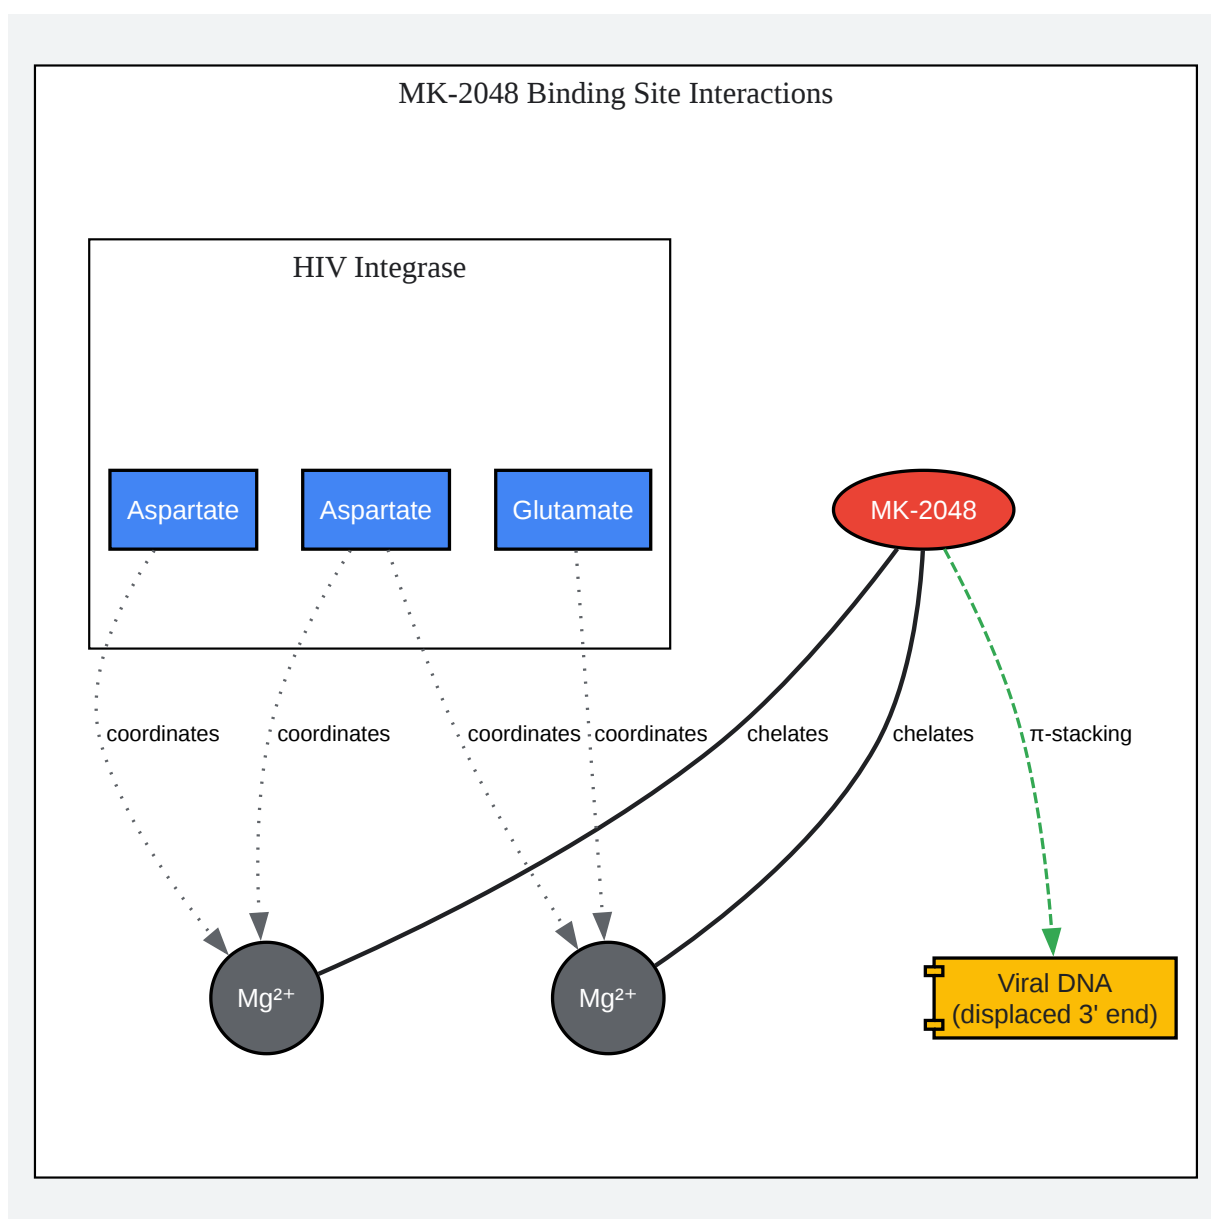 MK-2048 Binding Site Interactions
HIV Integrase
Aspartate
Aspartate
Glutamate
MK-2048
coordinates
coordinates
coordinates
coordinates
chelates
chelates
π-stacking
Mg²⁺
Mg²⁺
Viral DNA
(displaced 3' end)